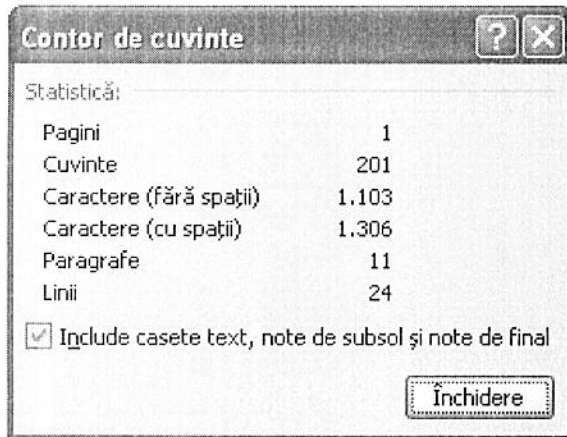 Contor de cuvinte
Statistică:
Pagini 1
Cuvinte 201
Caractere (fără spații) 1.103
Caractere (cu spații) 1.306
Paragrafe 11
Linii 24
Include casete text, note de subsol și note de final
Închidere